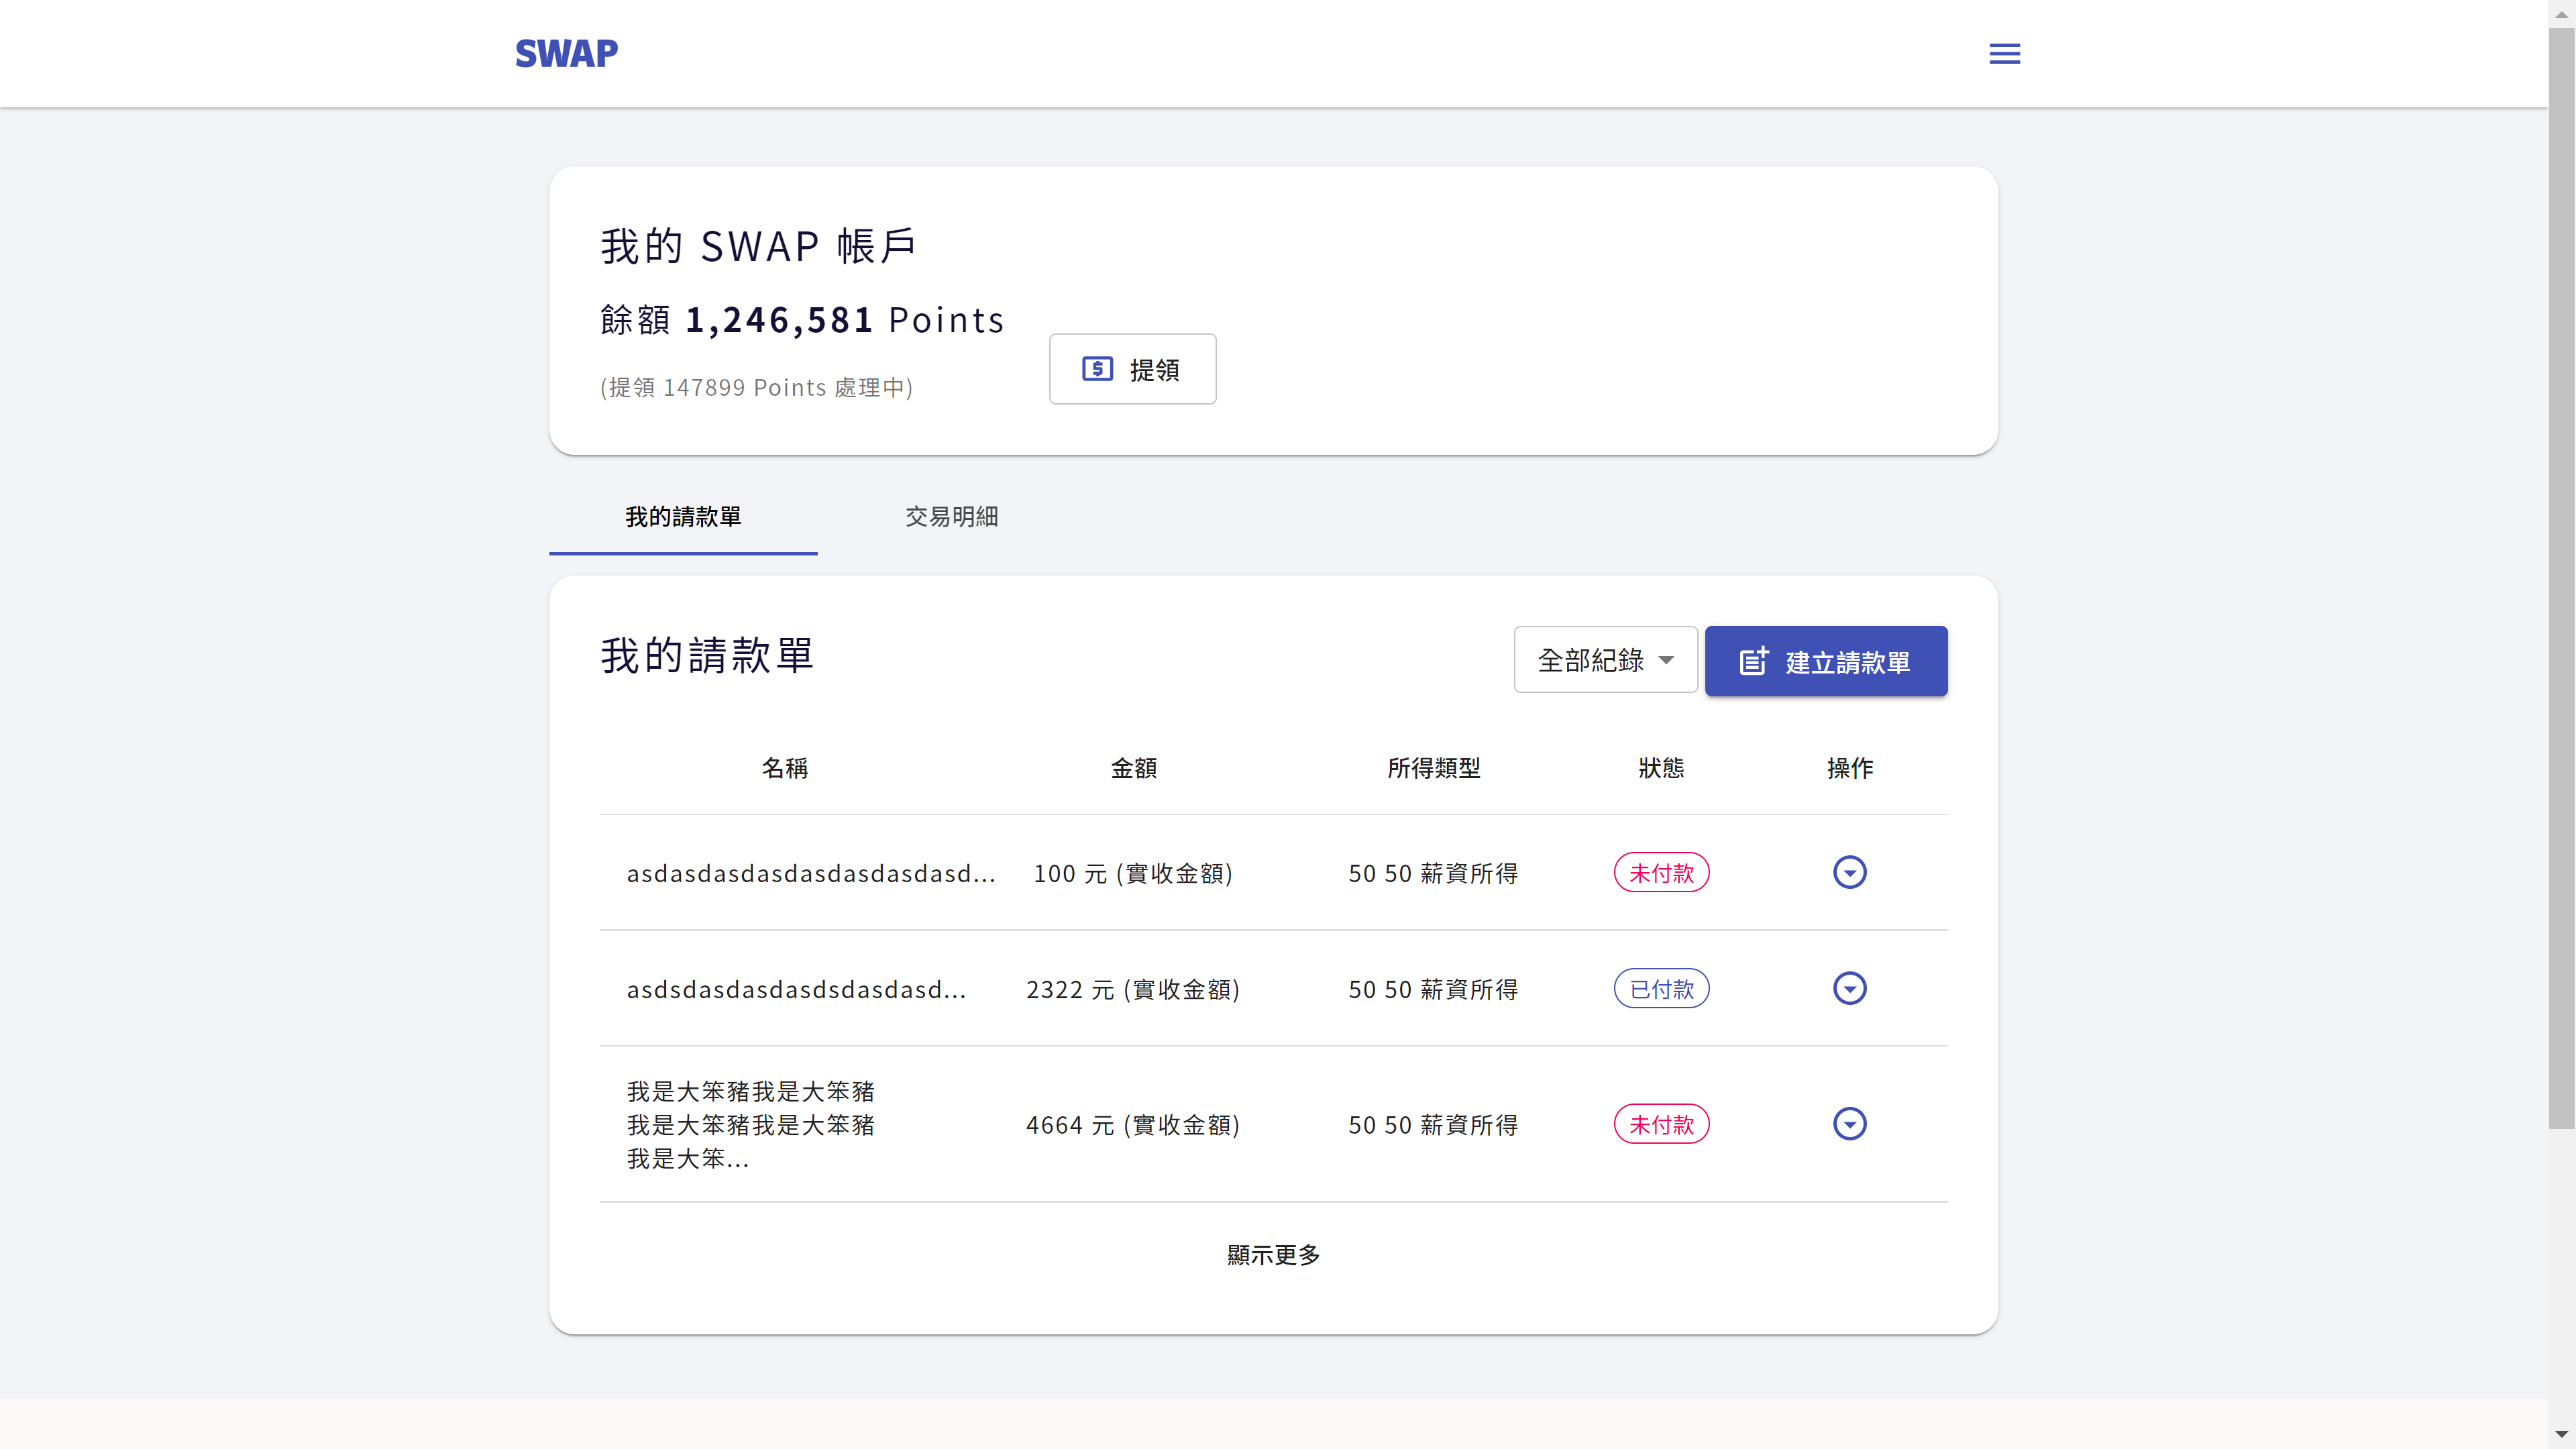 SWAP
我的 SWAP 帳戶
餘額 1,246,581 Points
(提領 147899 Points 處理中)
提領
我的請款單
交易明細
我的請款單
全部紀錄
建立請款單
名稱 金額 所得類型 狀態 操作
asdasdasdasdasdasdasdasd... 100 元 (實收金額) 50 50 薪資所得 未付款
asdsdasdasdasdsdasdasd... 2322 元 (實收金額) 50 50 薪資所得 已付款
我是大笨豬我是大笨豬
我是大笨豬我是大笨豬
我是大笨...
4664 元 (實收金額) 50 50 薪資所得 未付款
顯示更多